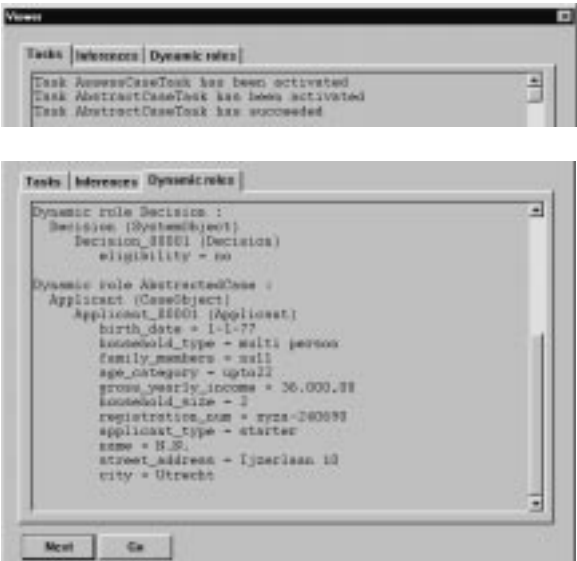 Viewer
Tasks Inferences Dynamic roles
Task AssessCaseTask has been activated
Task AbstractCaseTask has been activated
Task AbstractCaseTask has succeeded
Tasks Inferences Dynamic roles
Dynamic role Decision :
Decision (SystemObject)
Decision_00001 (Decision)
eligibility = no
Dynamic role AbstractedCase :
Applicant (CaseObject)
Applicant_00001 (Applicant)
birth_date = 1-1-77
household_type = multi person
family_members = null
age_category = upto22
gross_yearly_income = 36.000,00
household_size = 2
registration_num =
applicant_type = starter
name = N.N.
street_address = Ijzerlaan
city = Utrecht
Next Go